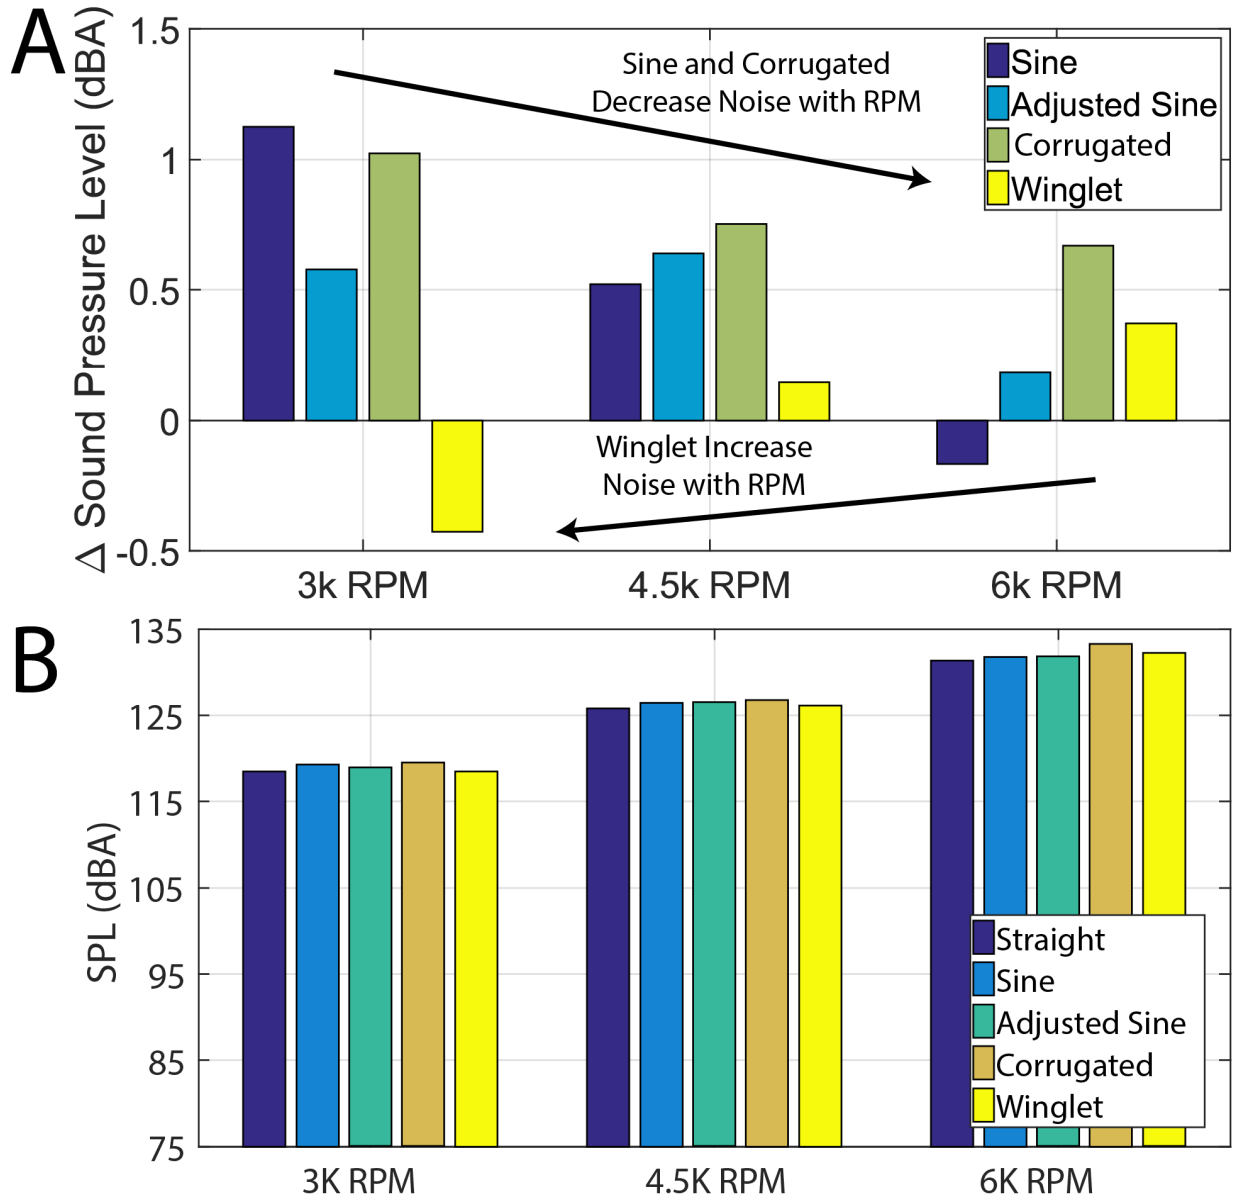 A
1.5
1
0.5
0
-0.5
Δ Sound Pressure Level (dBA)
Sine and Corrugated
Decrease Noise with RPM
Sine
Adjusted Sine
Corrugated
Winglet
Winglet Increase
Noise with RPM
3k RPM
4.5k RPM
6k RPM
B
135
125
115
105
95
85
75
SPL (dBA)
Straight
Sine
Adjusted Sine
Corrugated
Winglet
3K RPM
4.5K RPM
6K RPM